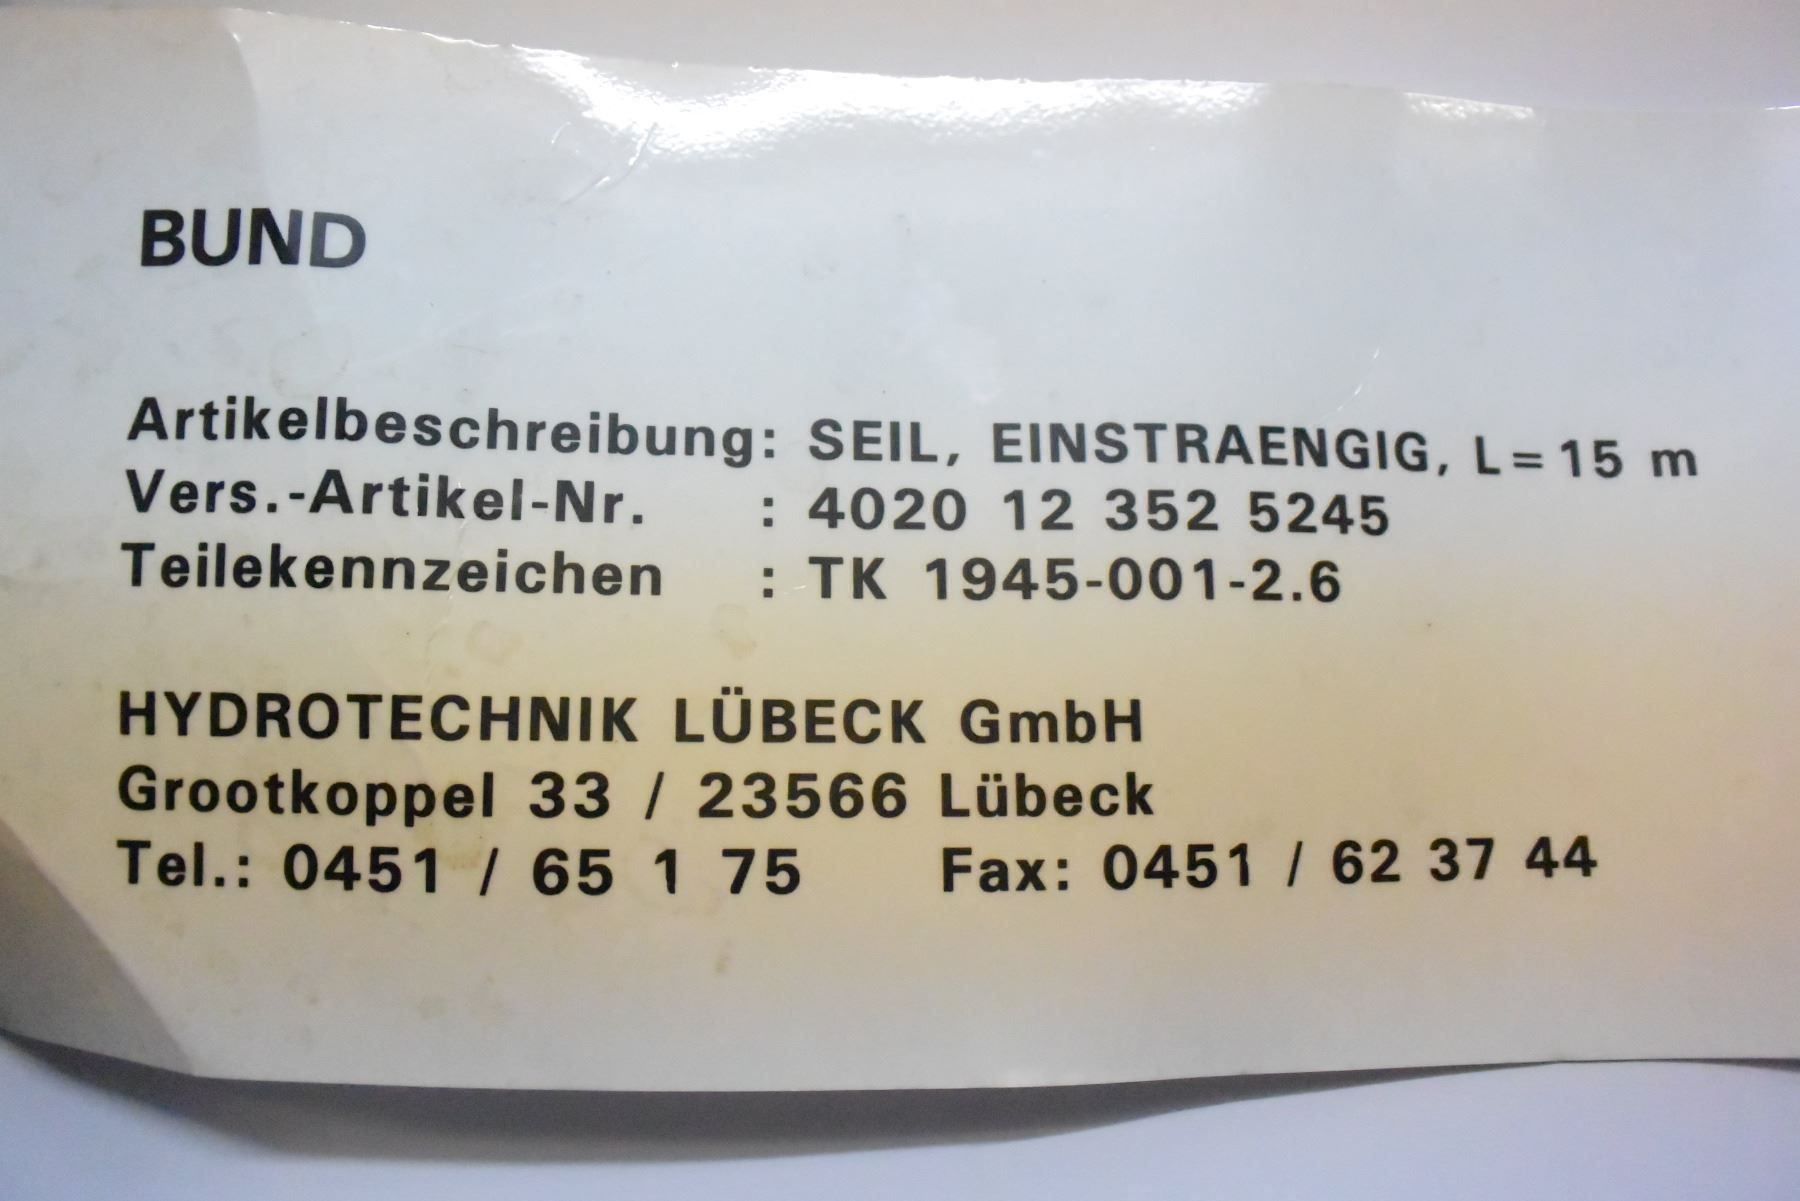 BUND
Artikelbeschreibung: SEIL, EINSTRAENGIG, L=15 m
Vers.-Artikel-Nr. : 4020 12 352 5245
Teilekennzeichen : TK 1945-001-2.6
HYDROTECHNIK LÜBECK GmbH
Grootkoppel 33 / 23566 Lübeck
Tel.: 0451 / 65 1 75 Fax: 0451 / 62 37 44